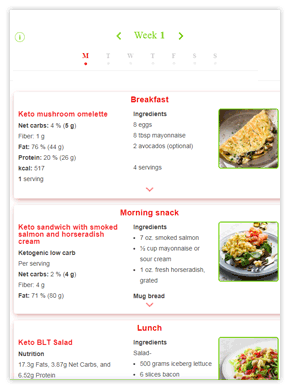 Week 1
M T W T F S S
Breakfast
Keto mushroom omelette
Net carbs: 4 % (5 g)
Fiber: 1 g
Fat: 76 % (44 g)
Protein: 20 % (26 g)
kcal: 517
1 serving
Ingredients
6 eggs
8 tbsp mayonnaise
2 avocados (optional)
4 servings
Morning snack
Keto sandwich with smoked
salmon and horseradish
cream
Ketogenic low carb
Per serving
Net carbs: 2 % (4 g)
Fiber: 4 g
Fat: 71 % (60 g)
Ingredients
• 7 oz. smoked salmon
• ½ cup mayonnaise or
sour cream
• 1 oz. fresh horseradish,
grated
Mug bread
Lunch
Keto BLT Salad
Nutrition
17.3g Fats, 3.87g Net Carbs, and
6.52g Protein
Ingredients
Salad-
• 500 grams iceberg lettuce
• 6 slices bacon